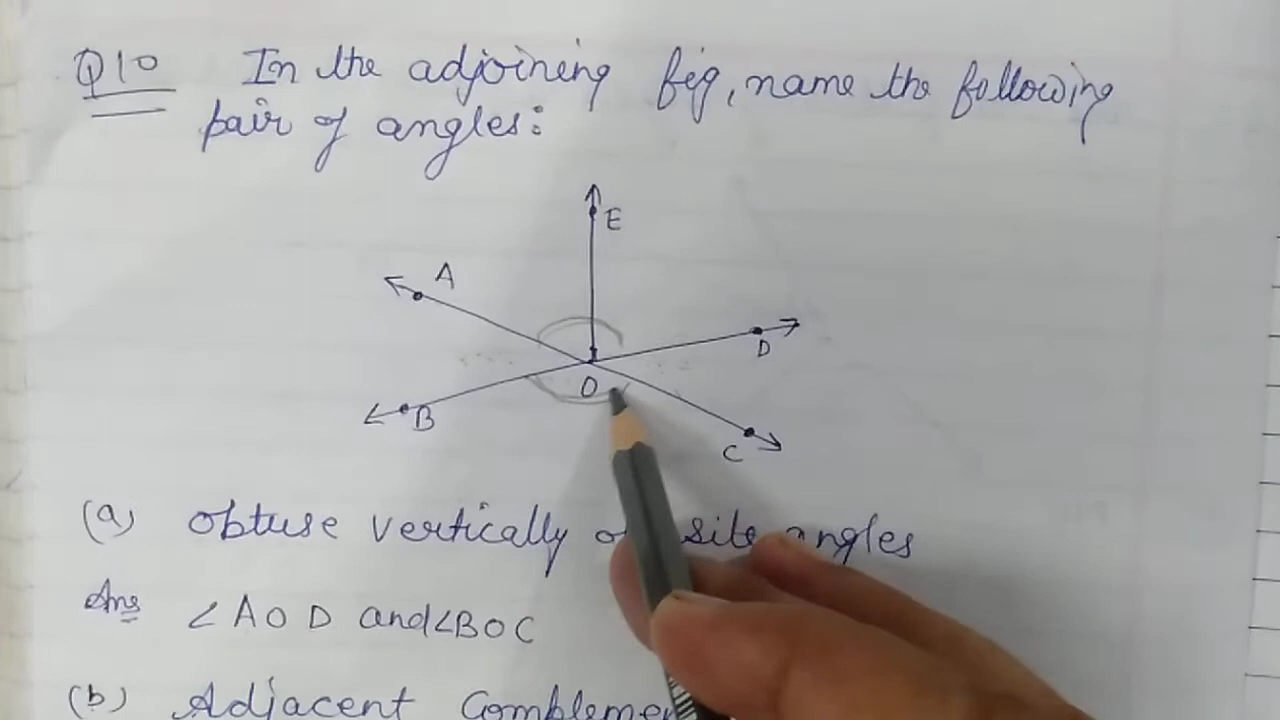 Q10 In the adjoining fig, name the following
pair of angles:
E
A
D
O
B
C
(a) Obtuse vertically angles
Ans ∠AOD and ∠BOC
(b) Adjacent